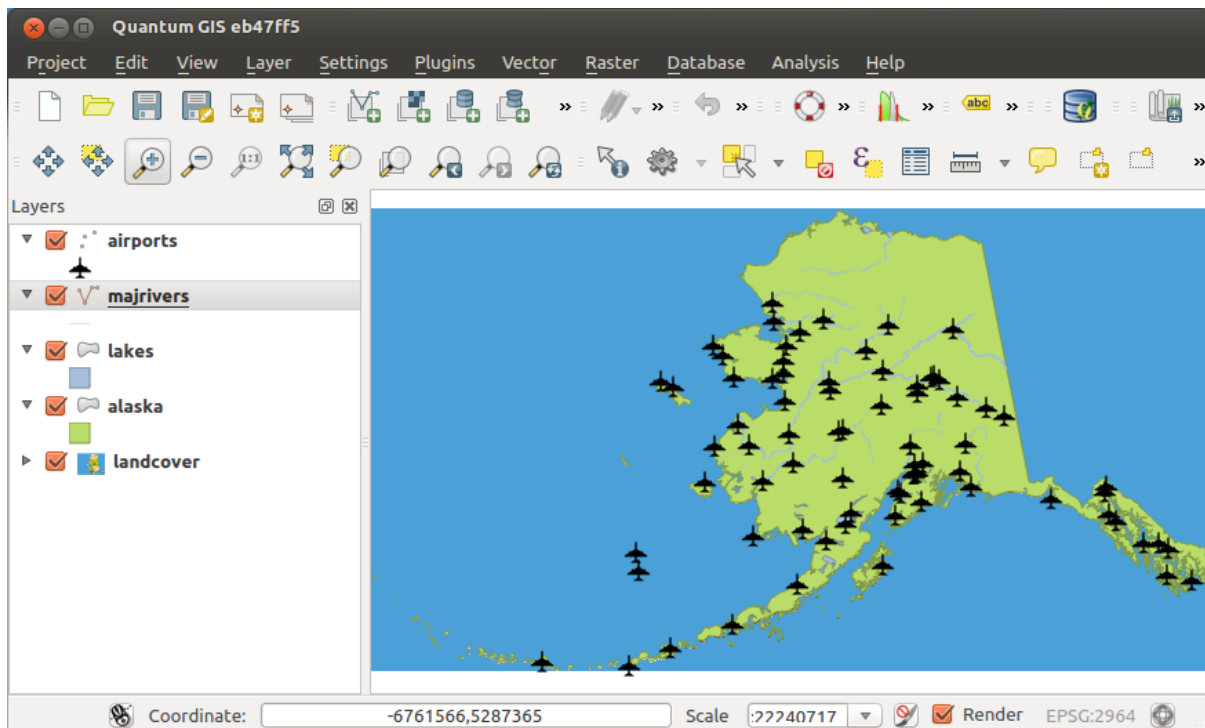 Quantum GIS eb47ff5
Project Edit View Layer Settings Plugins Vector Raster Database Analysis Help
1:1
abc
Layers
airports
majrivers
lakes
alaska
landcover
Coordinate: -6761566,5287365 Scale :22240717 Render EPSG:2964